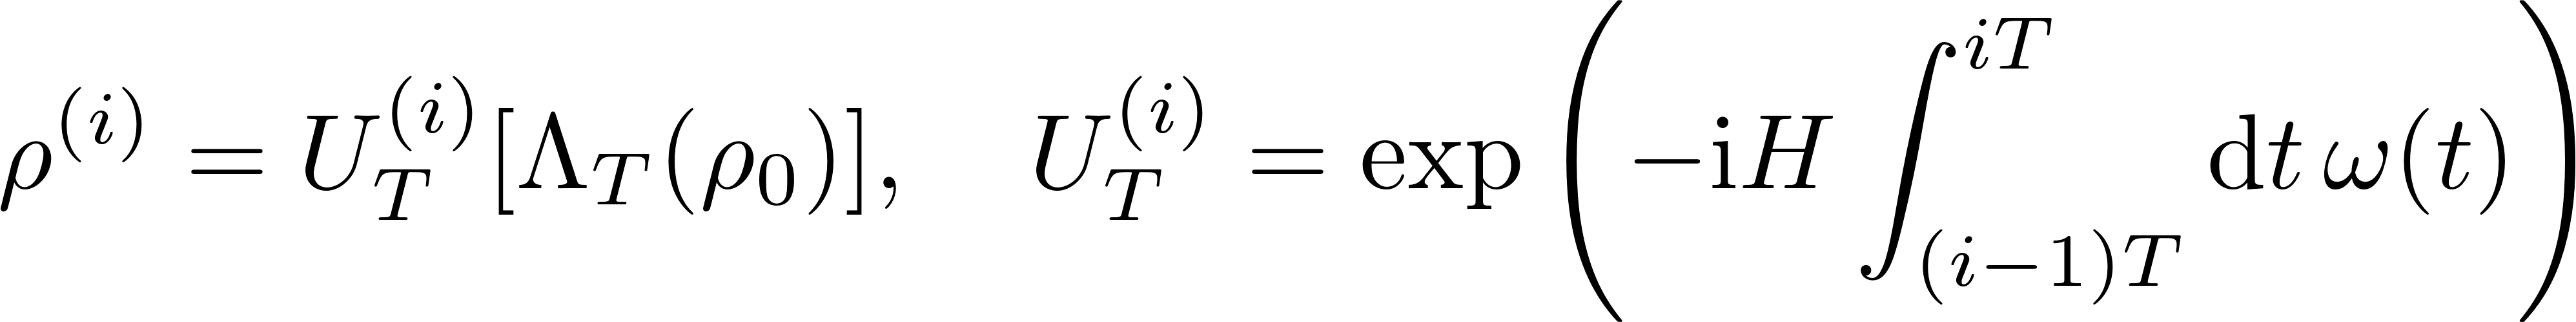 ρ^{(i)} = U_T^{(i)}[Λ_T(ρ_0)],    U_T^{(i)} = exp(−iH ∫_{(i−1)T}^{iT} dt ω(t))